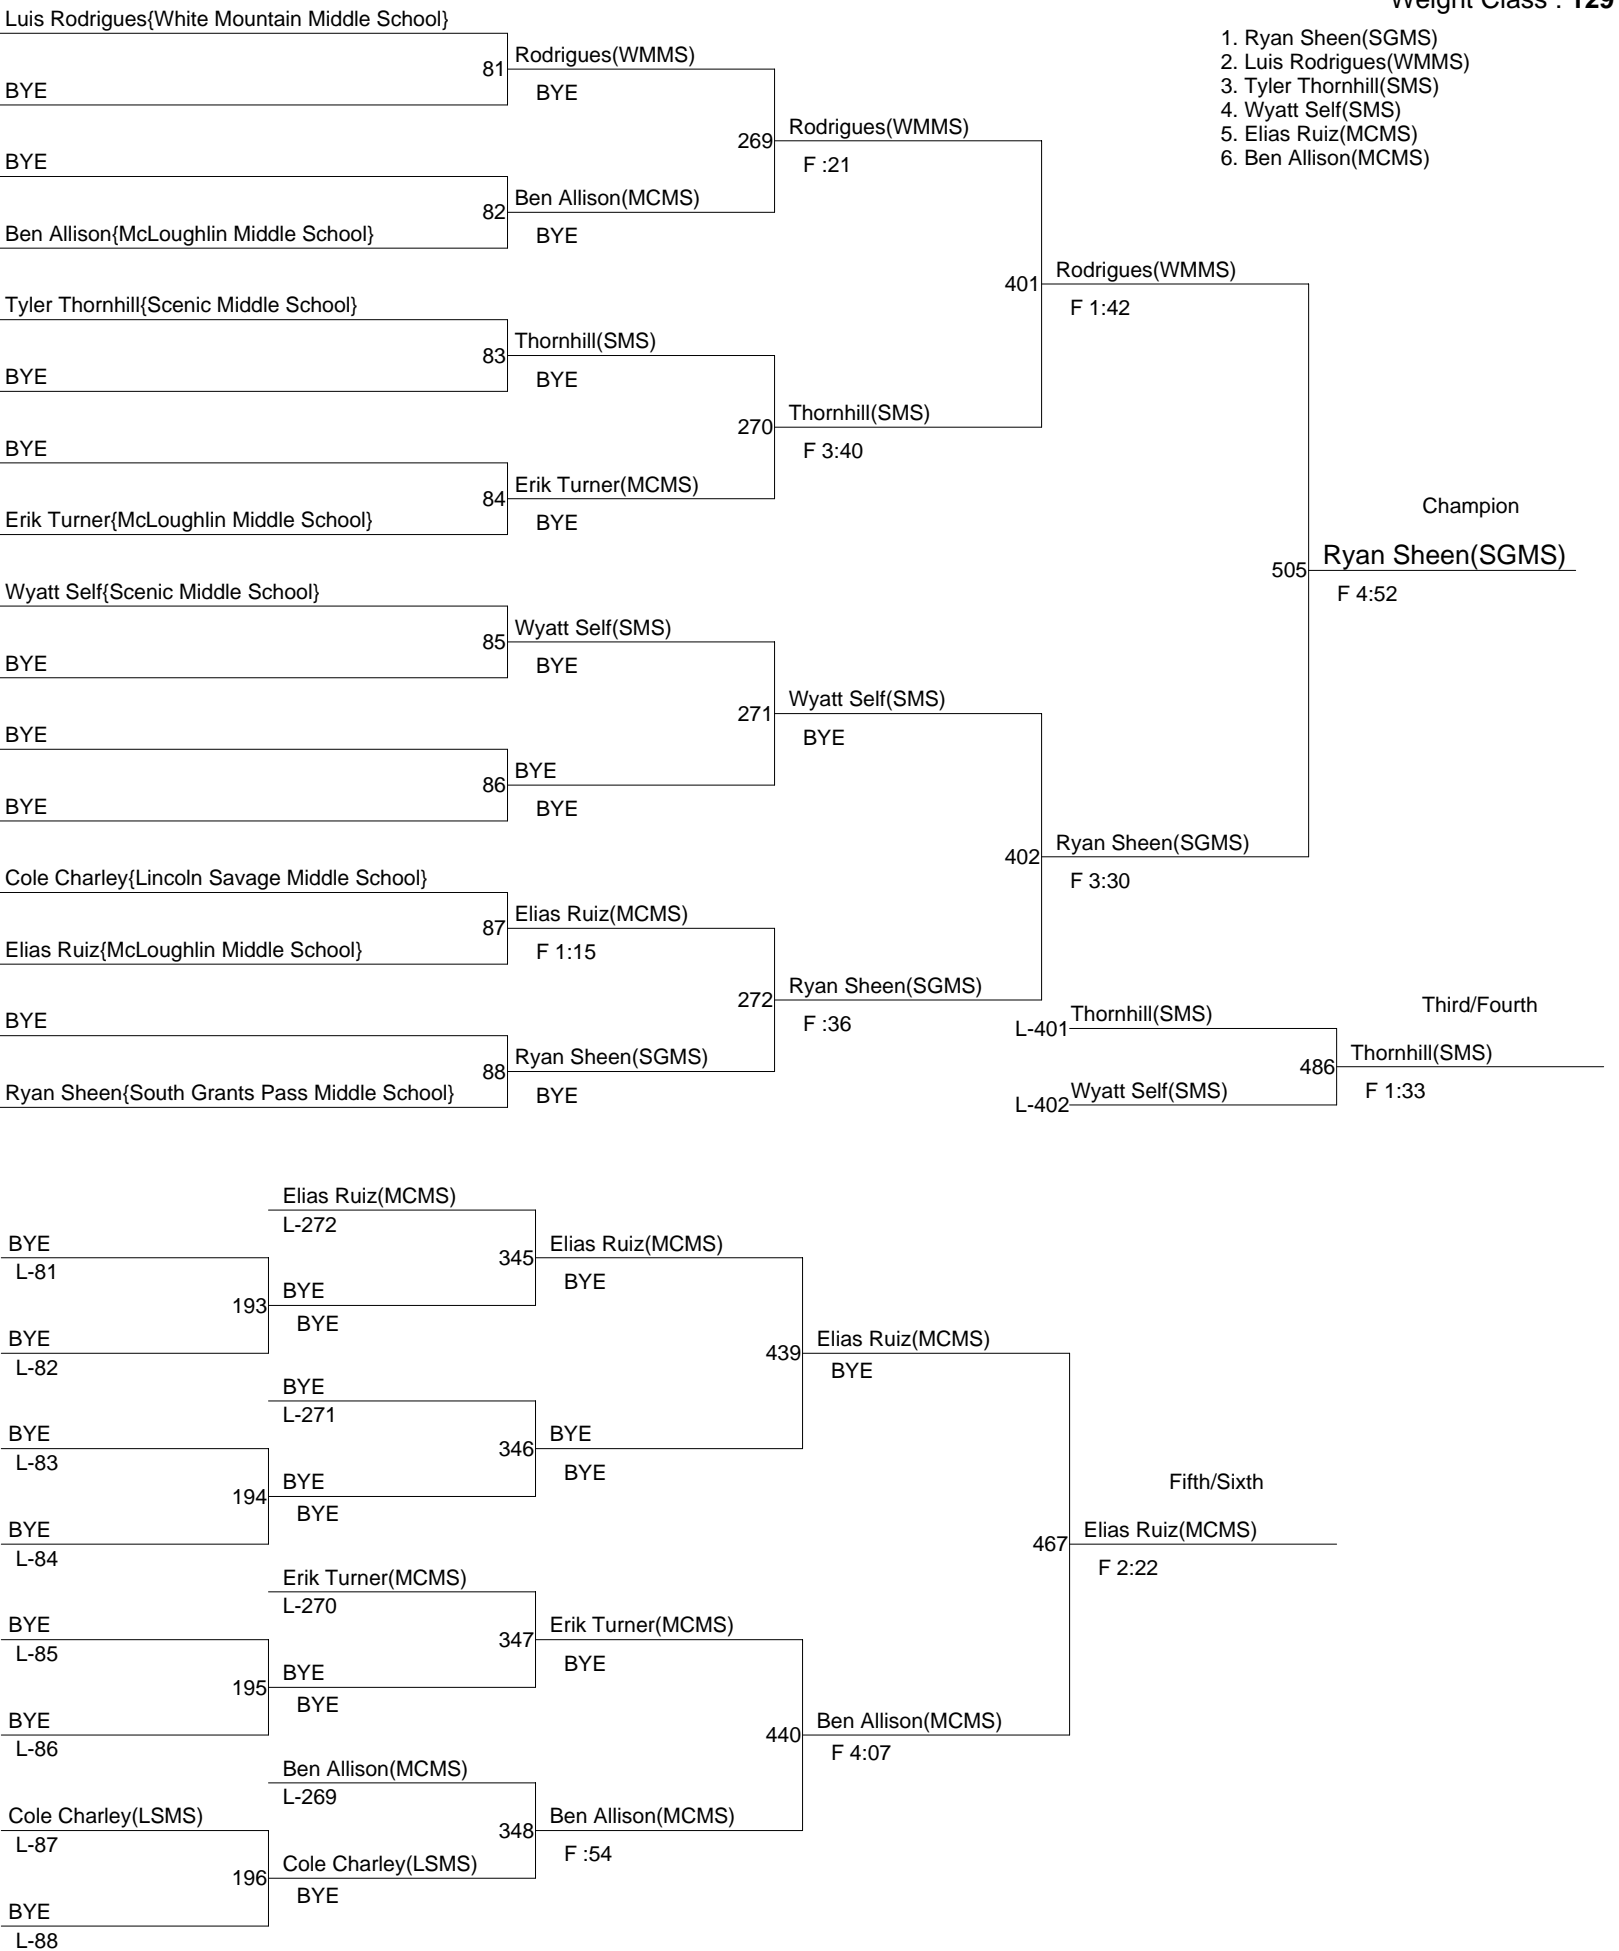 Weight Class : 129
1. Ryan Sheen(SGMS)
2. Luis Rodrigues(WMMS)
3. Tyler Thornhill(SMS)
4. Wyatt Self(SMS)
5. Elias Ruiz(MCMS)
6. Ben Allison(MCMS)
Luis Rodrigues{White Mountain Middle School}
81
BYE
Rodrigues(WMMS)
BYE
269
BYE
82
Ben Allison{McLoughlin Middle School}
Ben Allison(MCMS)
BYE
Rodrigues(WMMS)
F :21
401
Tyler Thornhill{Scenic Middle School}
83
BYE
Thornhill(SMS)
BYE
270
BYE
84
Erik Turner{McLoughlin Middle School}
Erik Turner(MCMS)
BYE
Thornhill(SMS)
F 3:40
Rodrigues(WMMS)
F 1:42
505
Champion
Ryan Sheen(SGMS)
F 4:52
Wyatt Self{Scenic Middle School}
85
BYE
Wyatt Self(SMS)
BYE
271
BYE
86
BYE
BYE
BYE
Wyatt Self(SMS)
BYE
402
Cole Charley{Lincoln Savage Middle School}
87
Elias Ruiz{McLoughlin Middle School}
Elias Ruiz(MCMS)
F 1:15
272
BYE
88
Ryan Sheen{South Grants Pass Middle School}
Ryan Sheen(SGMS)
BYE
Ryan Sheen(SGMS)
F :36
Ryan Sheen(SGMS)
F 3:30
Third/Fourth
L-401
Thornhill(SMS)
486
L-402
Wyatt Self(SMS)
Thornhill(SMS)
F 1:33
Elias Ruiz(MCMS)
L-272
BYE
L-81
193
BYE
L-82
BYE
BYE
345
Elias Ruiz(MCMS)
BYE
439
BYE
L-271
BYE
L-83
194
BYE
L-84
BYE
BYE
346
BYE
BYE
Elias Ruiz(MCMS)
BYE
467
Fifth/Sixth
Elias Ruiz(MCMS)
F 2:22
Erik Turner(MCMS)
L-270
BYE
L-85
195
BYE
L-86
BYE
BYE
347
Erik Turner(MCMS)
BYE
440
Ben Allison(MCMS)
F 4:07
Ben Allison(MCMS)
L-269
Cole Charley(LSMS)
L-87
196
BYE
L-88
Cole Charley(LSMS)
BYE
348
Ben Allison(MCMS)
F :54